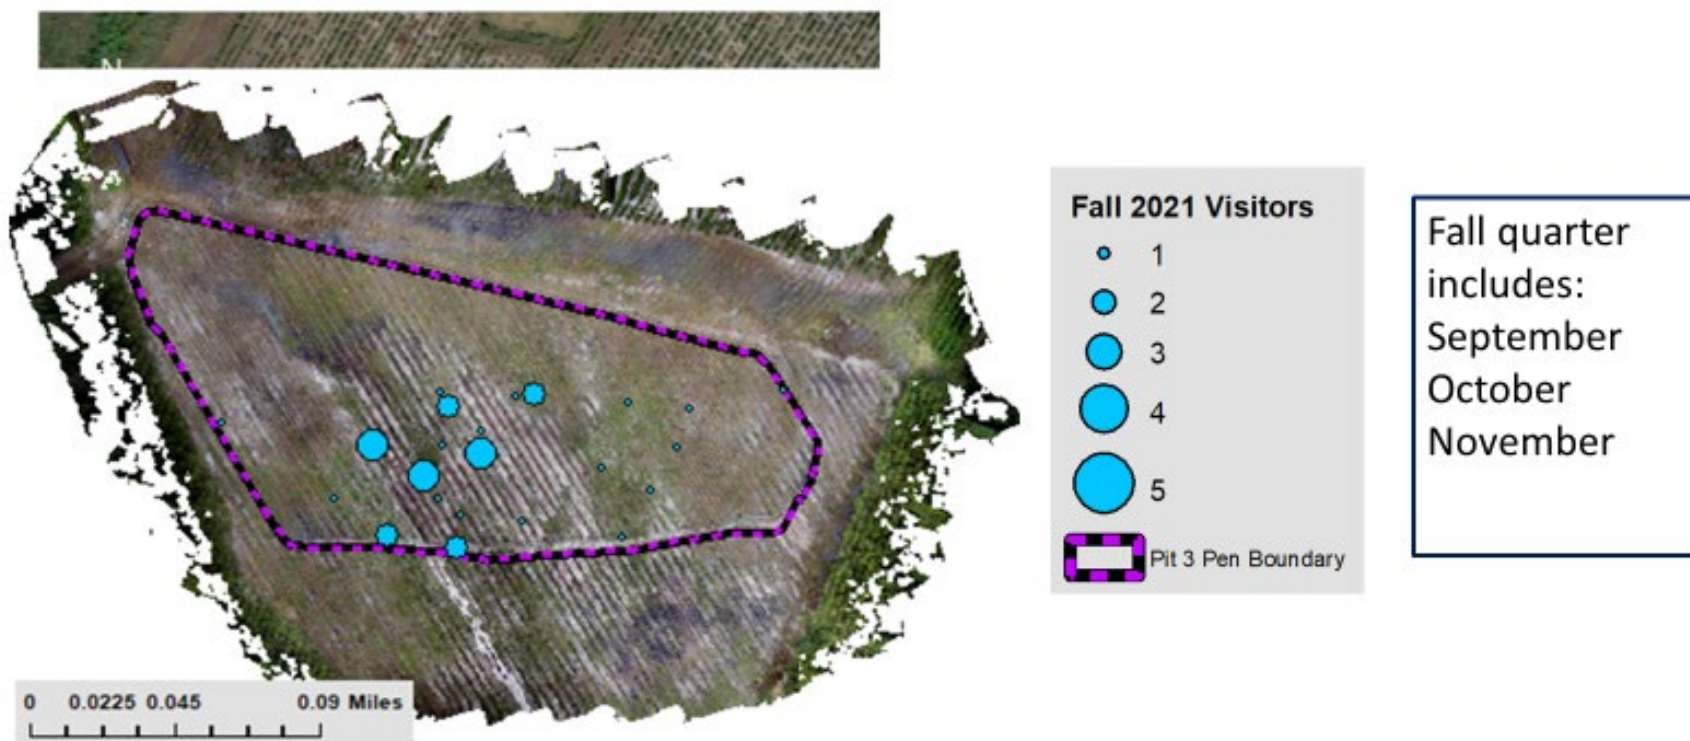 N
Fall 2021 Visitors
1
2
3
4
5
Pit 3 Pen Boundary
Fall quarter
includes:
September
October
November
0 0.0225 0.045 0.09 Miles